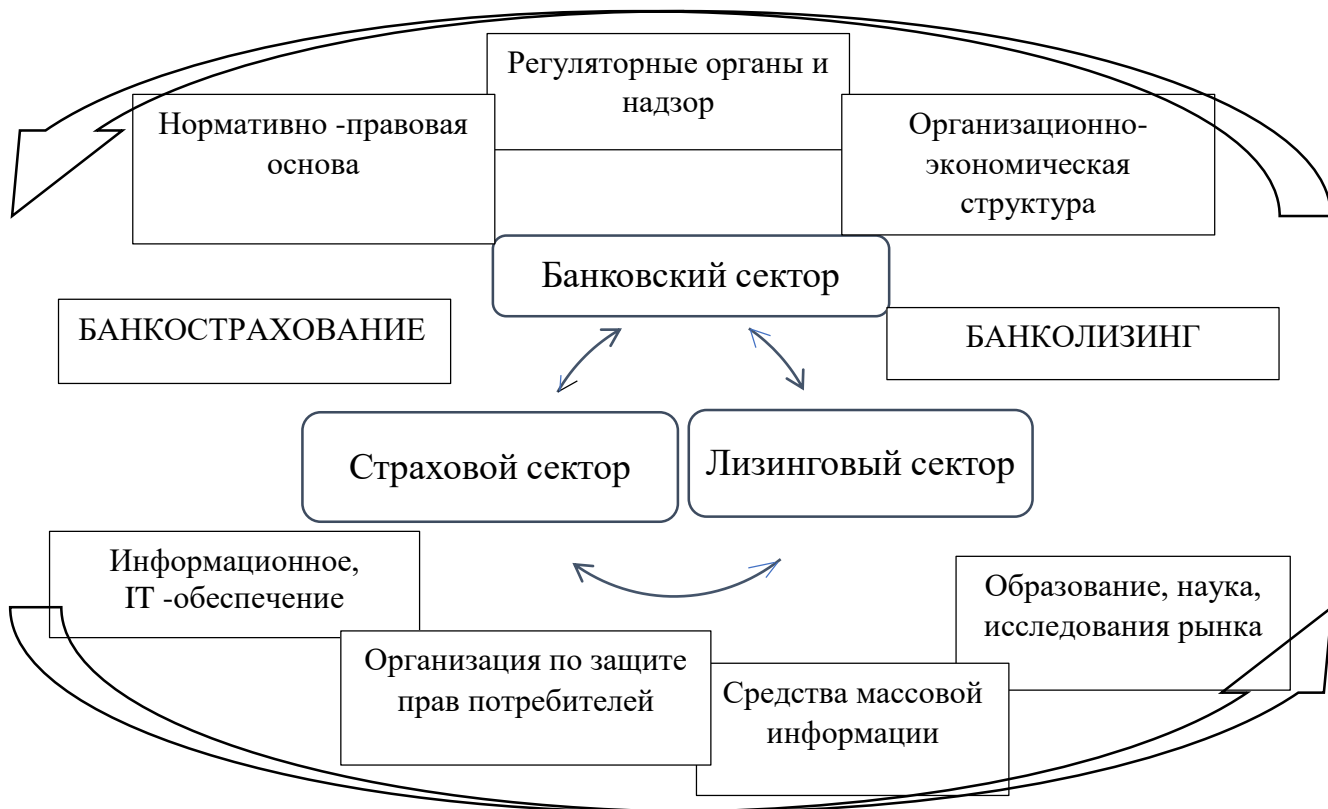 Регуляторные органы и
надзор
Нормативно -правовая
основа
Организационно-
экономическая
структура
Банковский сектор
БАНКОСТРАХОВАНИЕ
БАНКОЛИЗИНГ
Страховой сектор
Лизинговый сектор
Информационное,
IT -обеспечение
Образование, наука,
исследования рынка
Организация по защите
прав потребителей
Средства массовой
информации